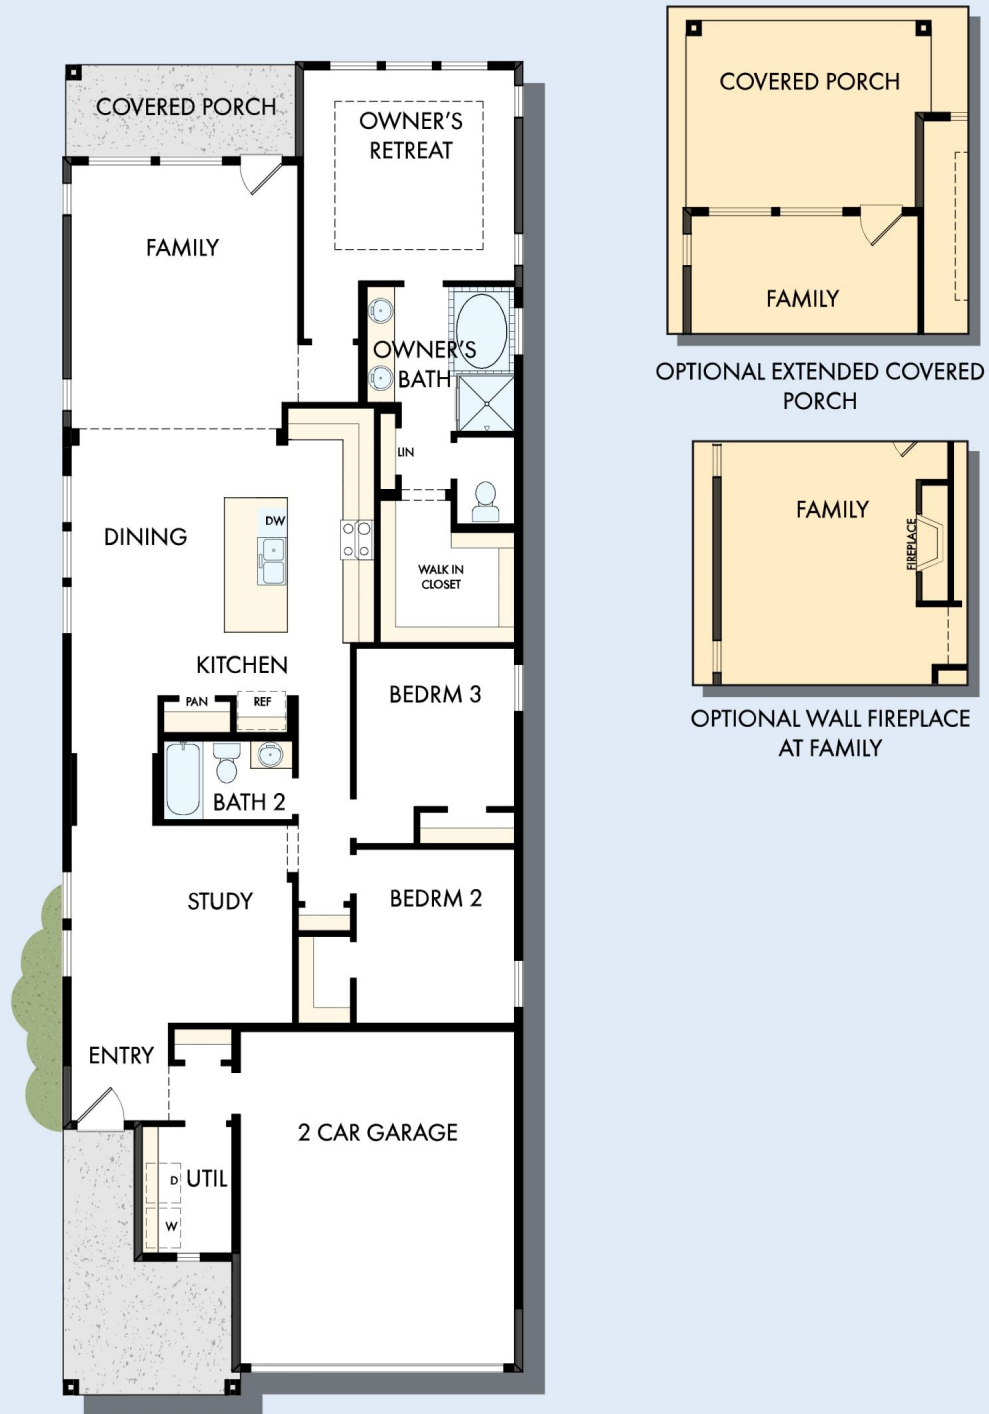 COVERED PORCH
OWNER'S
RETREAT
FAMILY
OWNER'S
BATH
LIN
DINING
DW
WALK IN
CLOSET
KITCHEN
PAN
REF
BEDRM 3
BATH 2
STUDY
BEDRM 2
ENTRY
2 CAR GARAGE
D
UTIL
W
COVERED PORCH
FAMILY
OPTIONAL EXTENDED COVERED
PORCH
FAMILY
FIREPLACE
OPTIONAL WALL FIREPLACE
AT FAMILY